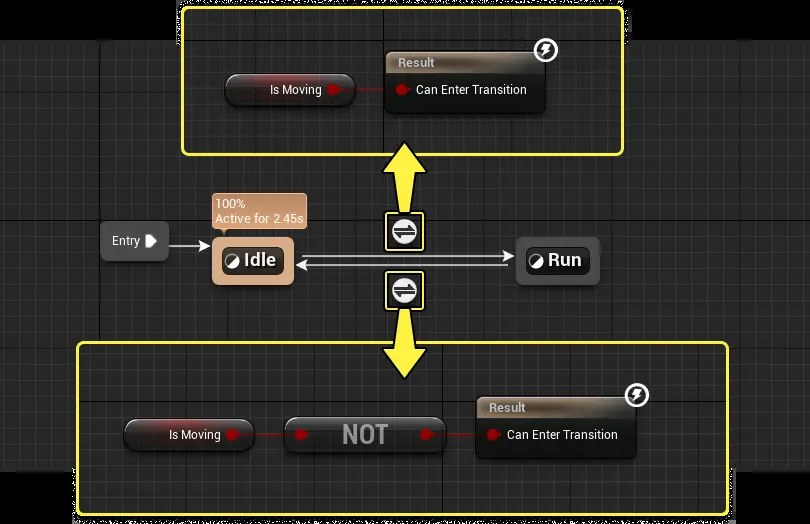 Result
Is Moving
Can Enter Transition
100%
Active for 2.45s
Entry
Idle
Run
Result
Is Moving
NOT
Can Enter Transition